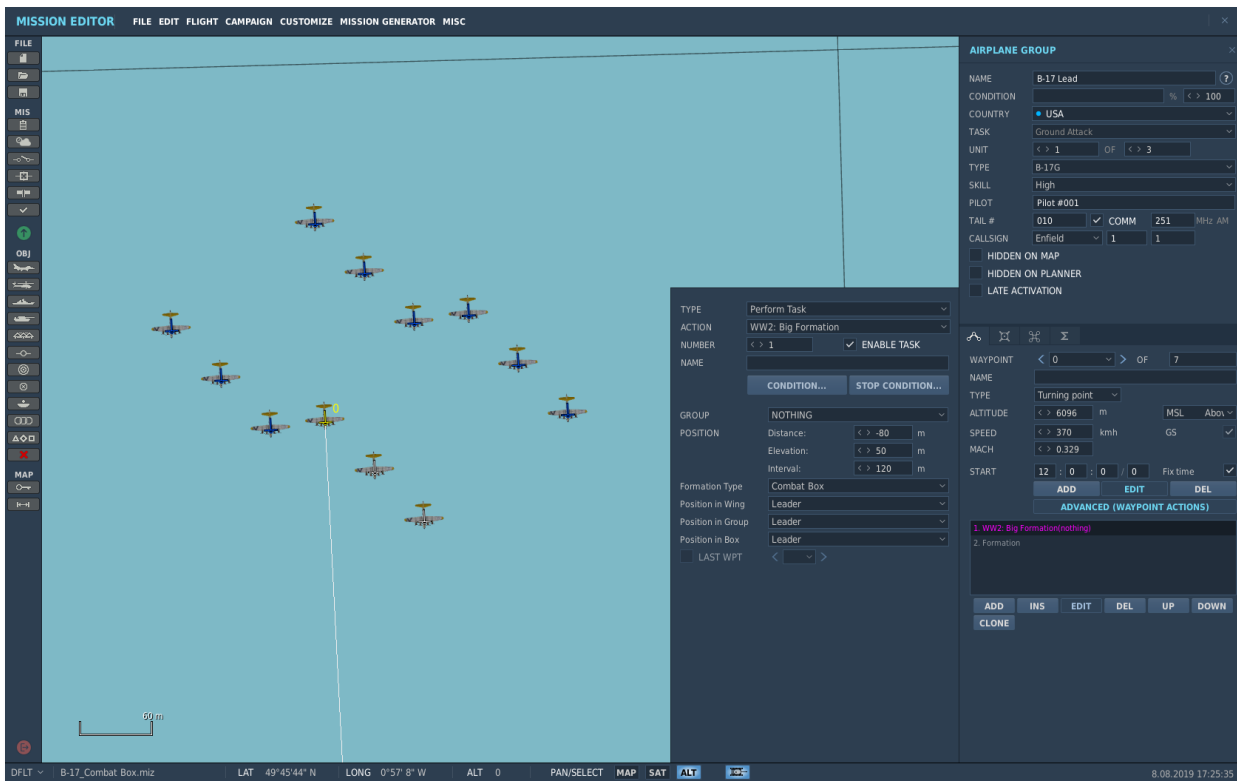 MISSION EDITOR FILE EDIT FLIGHT CAMPAIGN CUSTOMIZE MISSION GENERATOR MISC
FILE
MIS
OBJ
MAP
0
60 m
TYPE Perform Task
ACTION WW2: Big Formation
NUMBER < > 1 ENABLE TASK
NAME
CONDITION... STOP CONDITION...
GROUP NOTHING
POSITION Distance: < > -80 m
Elevation: < > 50 m
Interval: < > 120 m
Formation Type Combat Box
Position in Wing Leader
Position in Group Leader
Position in Box Leader
LAST WPT < >
AIRPLANE GROUP
NAME B-17 Lead ?
CONDITION % < > 100
COUNTRY USA
TASK Ground Attack
UNIT < > 1 OF < > 3
TYPE B-17G
SKILL High
PILOT Pilot #001
TAIL # 010 COMM 251 MHz AM
CALLSIGN Enfield 1 1
HIDDEN ON MAP
HIDDEN ON PLANNER
LATE ACTIVATION
WAYPOINT < 0 > OF 7
NAME
TYPE Turning point
ALTITUDE < > 6096 m MSL Abov
SPEED < > 370 kmh GS
MACH < > 0.329
START 12 : 0 : 0 / 0 Fix time
ADD EDIT DEL
ADVANCED (WAYPOINT ACTIONS)
1. WW2: Big Formation(nothing)
2. Formation
ADD INS EDIT DEL UP DOWN
CLONE
DFLT B-17_Combat Box.miz LAT 49°45'44" N LONG 0°57' 8" W ALT 0 PAN/SELECT MAP SAT ALT 8.08.2019 17:25:35